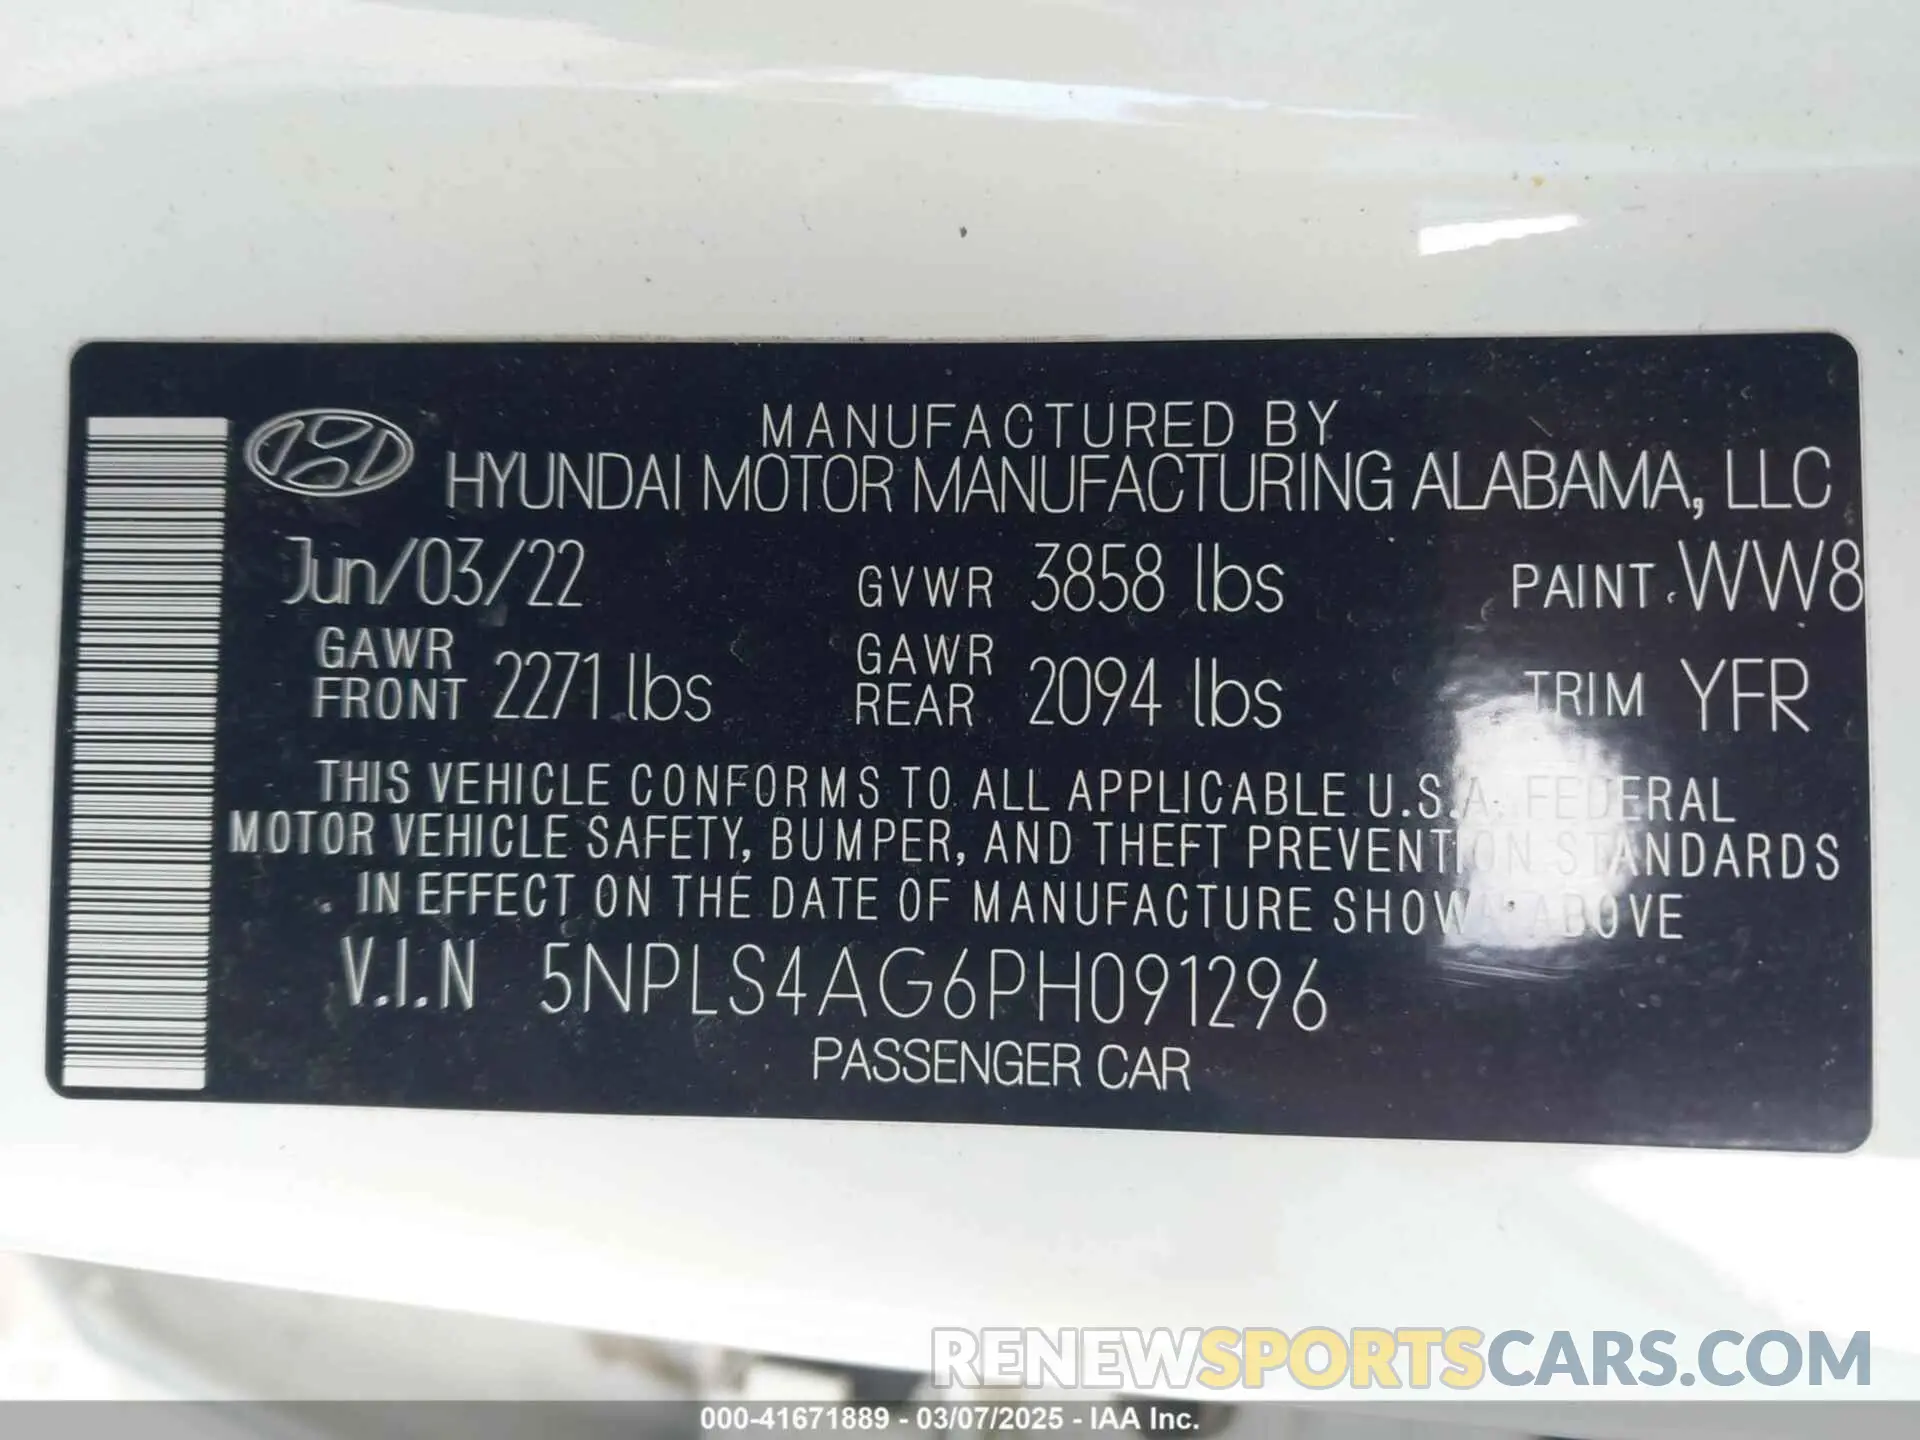 MANUFACTURED BY
HYUNDAI MOTOR MANUFACTURING ALABAMA, LLC
Jun/03/22 GVWR 3858 lbs PAINT WW8
GAWR FRONT 2271 lbs GAWR REAR 2094 lbs TRIM YFR
THIS VEHICLE CONFORMS TO ALL APPLICABLE U.S.A. FEDERAL
MOTOR VEHICLE SAFETY, BUMPER, AND THEFT PREVENTION STANDARDS
IN EFFECT ON THE DATE OF MANUFACTURE SHOWN ABOVE
V.I.N 5NPLS4AG6PH091296
PASSENGER CAR
RENEWSPORTSCARS.COM
000-41671889 - 03/07/2025 - IAA Inc.